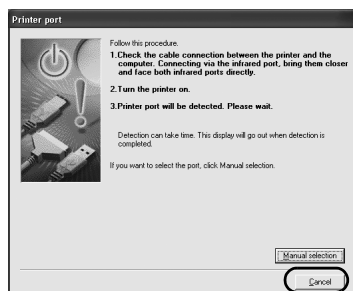 Printer port
Follow this procedure.
1.Check the cable connection between the printer and the
computer. Connecting via the infrared port, bring them closer
and face both infrared ports directly.
2.Turn the printer on.
3.Printer port will be detected. Please wait.
Detection can take time. This display will go out when detection is
completed.
If you want to select the port, click Manual selection.
Manual selection
Cancel